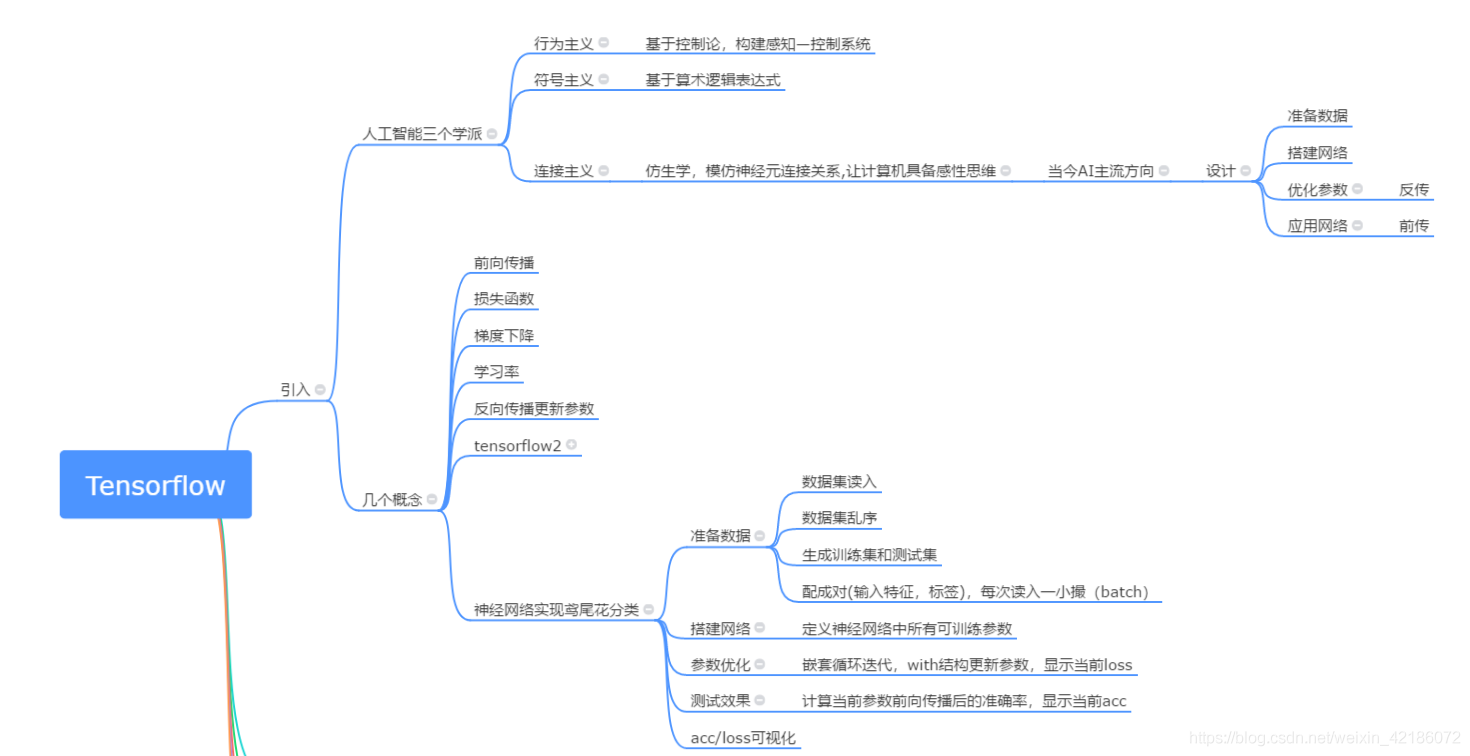 行为主义
基于控制论，构建感知—控制系统
符号主义
基于算术逻辑表达式
人工智能三个学派
连接主义
仿生学，模仿神经元连接关系,让计算机具备感性思维
当今AI主流方向
设计
准备数据
搭建网络
优化参数
反传
应用网络
前传
前向传播
损失函数
梯度下降
学习率
引入
反向传播更新参数
tensorflow2
Tensorflow
几个概念
数据集读入
数据集乱序
准备数据
生成训练集和测试集
配成对(输入特征，标签)，每次读入一小撮（batch）
神经网络实现鸢尾花分类
搭建网络
定义神经网络中所有可训练参数
参数优化
嵌套循环迭代，with结构更新参数，显示当前loss
测试效果
计算当前参数前向传播后的准确率，显示当前acc
acc/loss可视化
https://blog.csdn.net/weixin_42186072